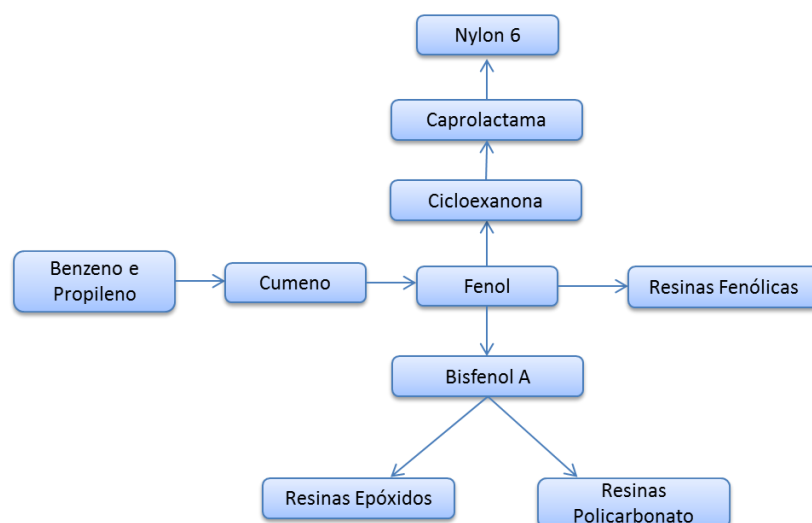 Nylon 6
Caprolactama
Cicloexanona
Benzeno e
Propileno
Cumeno
Fenol
Resinas Fenólicas
Bisfenol A
Resinas Epóxidos
Resinas
Policarbonato